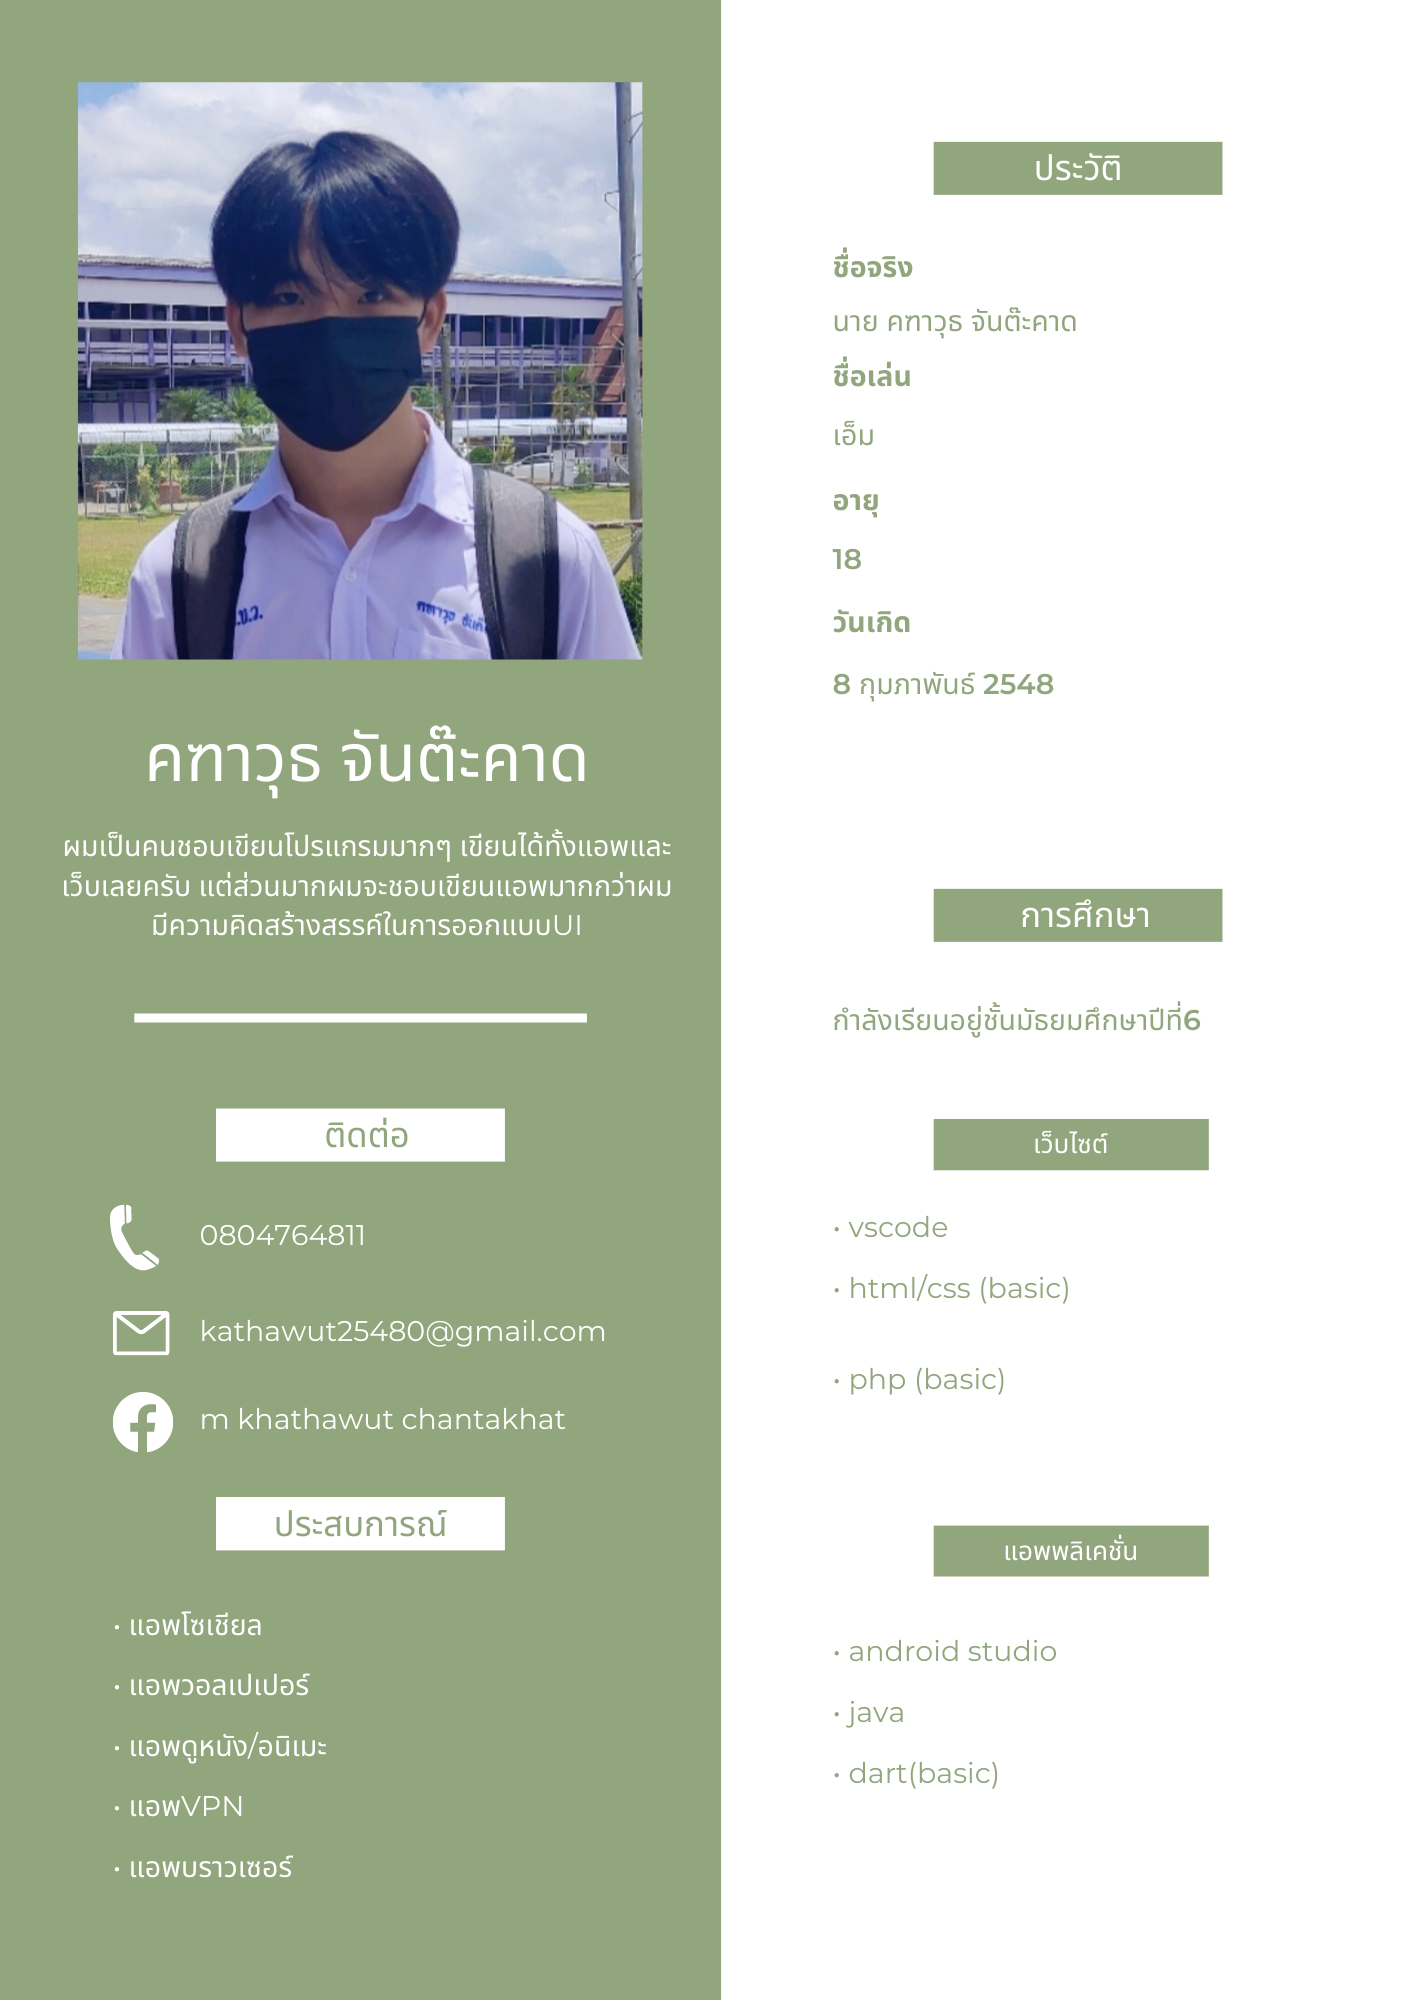 คฑาวุธ จันต๊ะคาด
ผมเป็นคนชอบเขียนโปรแกรมมากๆ เขียนได้ทั้งแอพและ
เว็บเลยครับ แต่ส่วนมากผมจะชอบเขียนแอพมากกว่าผม
มีความคิดสร้างสรรค์ในการออกแบบUI
ติดต่อ
0804764811
kathawut25480@gmail.com
m khathawut chantakhat
ประสบการณ์
• แอพโซเชียล
• แอพวอลเปเปอร์
• แอพดูหนัง/อนิเมะ
• แอพVPN
• แอพบราวเซอร์
ประวัติ
ชื่อจริง
นาย คฑาวุธ จันต๊ะคาด
ชื่อเล่น
เอ็ม
อายุ
18
วันเกิด
8 กุมภาพันธ์ 2548
การศึกษา
กำลังเรียนอยู่ชั้นมัธยมศึกษาปีที่6
เว็บไซต์
• vscode
• html/css (basic)
• php (basic)
แอพพลิเคชั่น
• android studio
• java
• dart(basic)